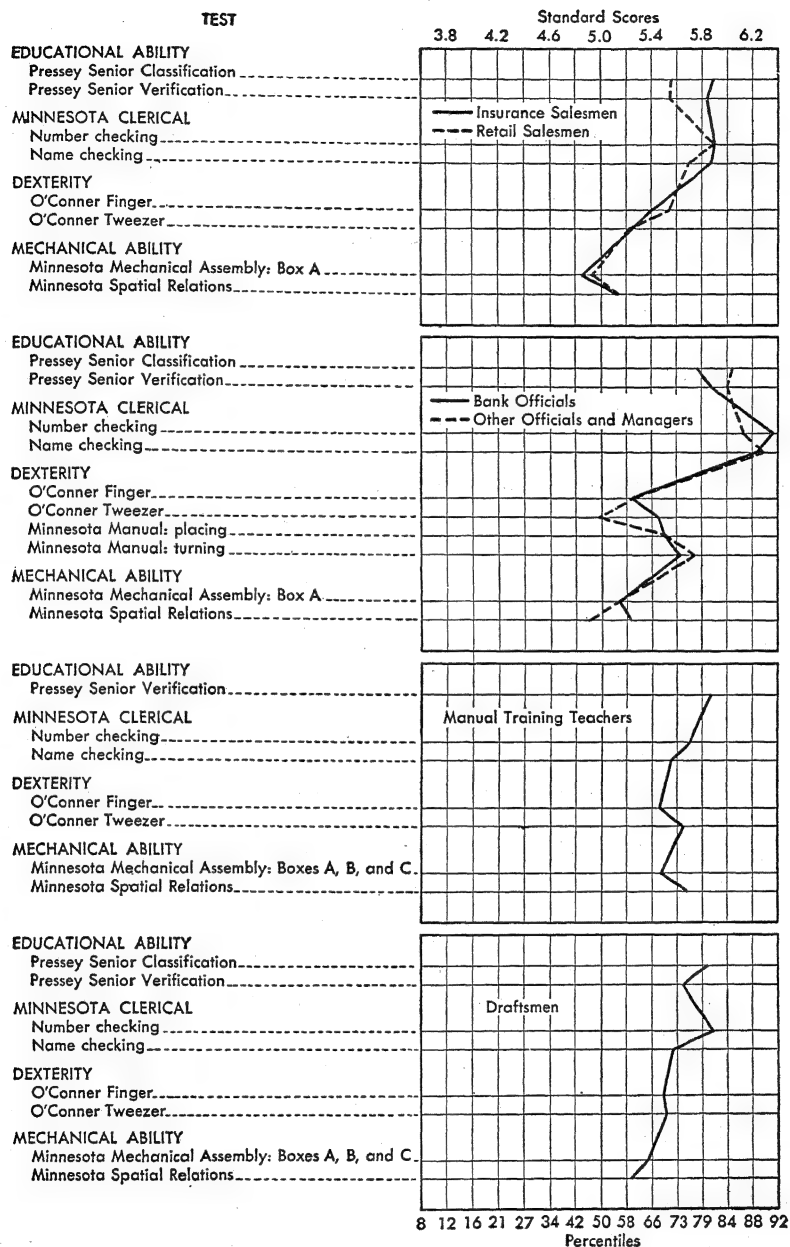 TEST
Standard Scores
3.8 4.2 4.6 5.0 5.4 5.8 6.2
EDUCATIONAL ABILITY
Pressey Senior Classification
Pressey Senior Verification
MINNESOTA CLERICAL
Number checking
Name checking
DEXTERITY
O'Conner Finger
O'Conner Tweezer
MECHANICAL ABILITY
Minnesota Mechanical Assembly: Box A
Minnesota Spatial Relations
Insurance Salesmen
Retail Salesmen
EDUCATIONAL ABILITY
Pressey Senior Classification
Pressey Senior Verification
MINNESOTA CLERICAL
Number checking
Name checking
DEXTERITY
O'Conner Finger
O'Conner Tweezer
Minnesota Manual: placing
Minnesota Manual: turning
MECHANICAL ABILITY
Minnesota Mechanical Assembly: Box A
Minnesota Spatial Relations
Bank Officials
Other Officials and Managers
EDUCATIONAL ABILITY
Pressey Senior Verification
MINNESOTA CLERICAL
Number checking
Name checking
DEXTERITY
O'Conner Finger
O'Conner Tweezer
MECHANICAL ABILITY
Minnesota Mechanical Assembly: Boxes A, B, and C
Minnesota Spatial Relations
Manual Training Teachers
EDUCATIONAL ABILITY
Pressey Senior Classification
Pressey Senior Verification
MINNESOTA CLERICAL
Number checking
Name checking
DEXTERITY
O'Conner Finger
O'Conner Tweezer
MECHANICAL ABILITY
Minnesota Mechanical Assembly: Boxes A, B, and C
Minnesota Spatial Relations
Draftsmen
8 12 16 21 27 34 42 50 58 66 73 79 84 88 92
Percentiles